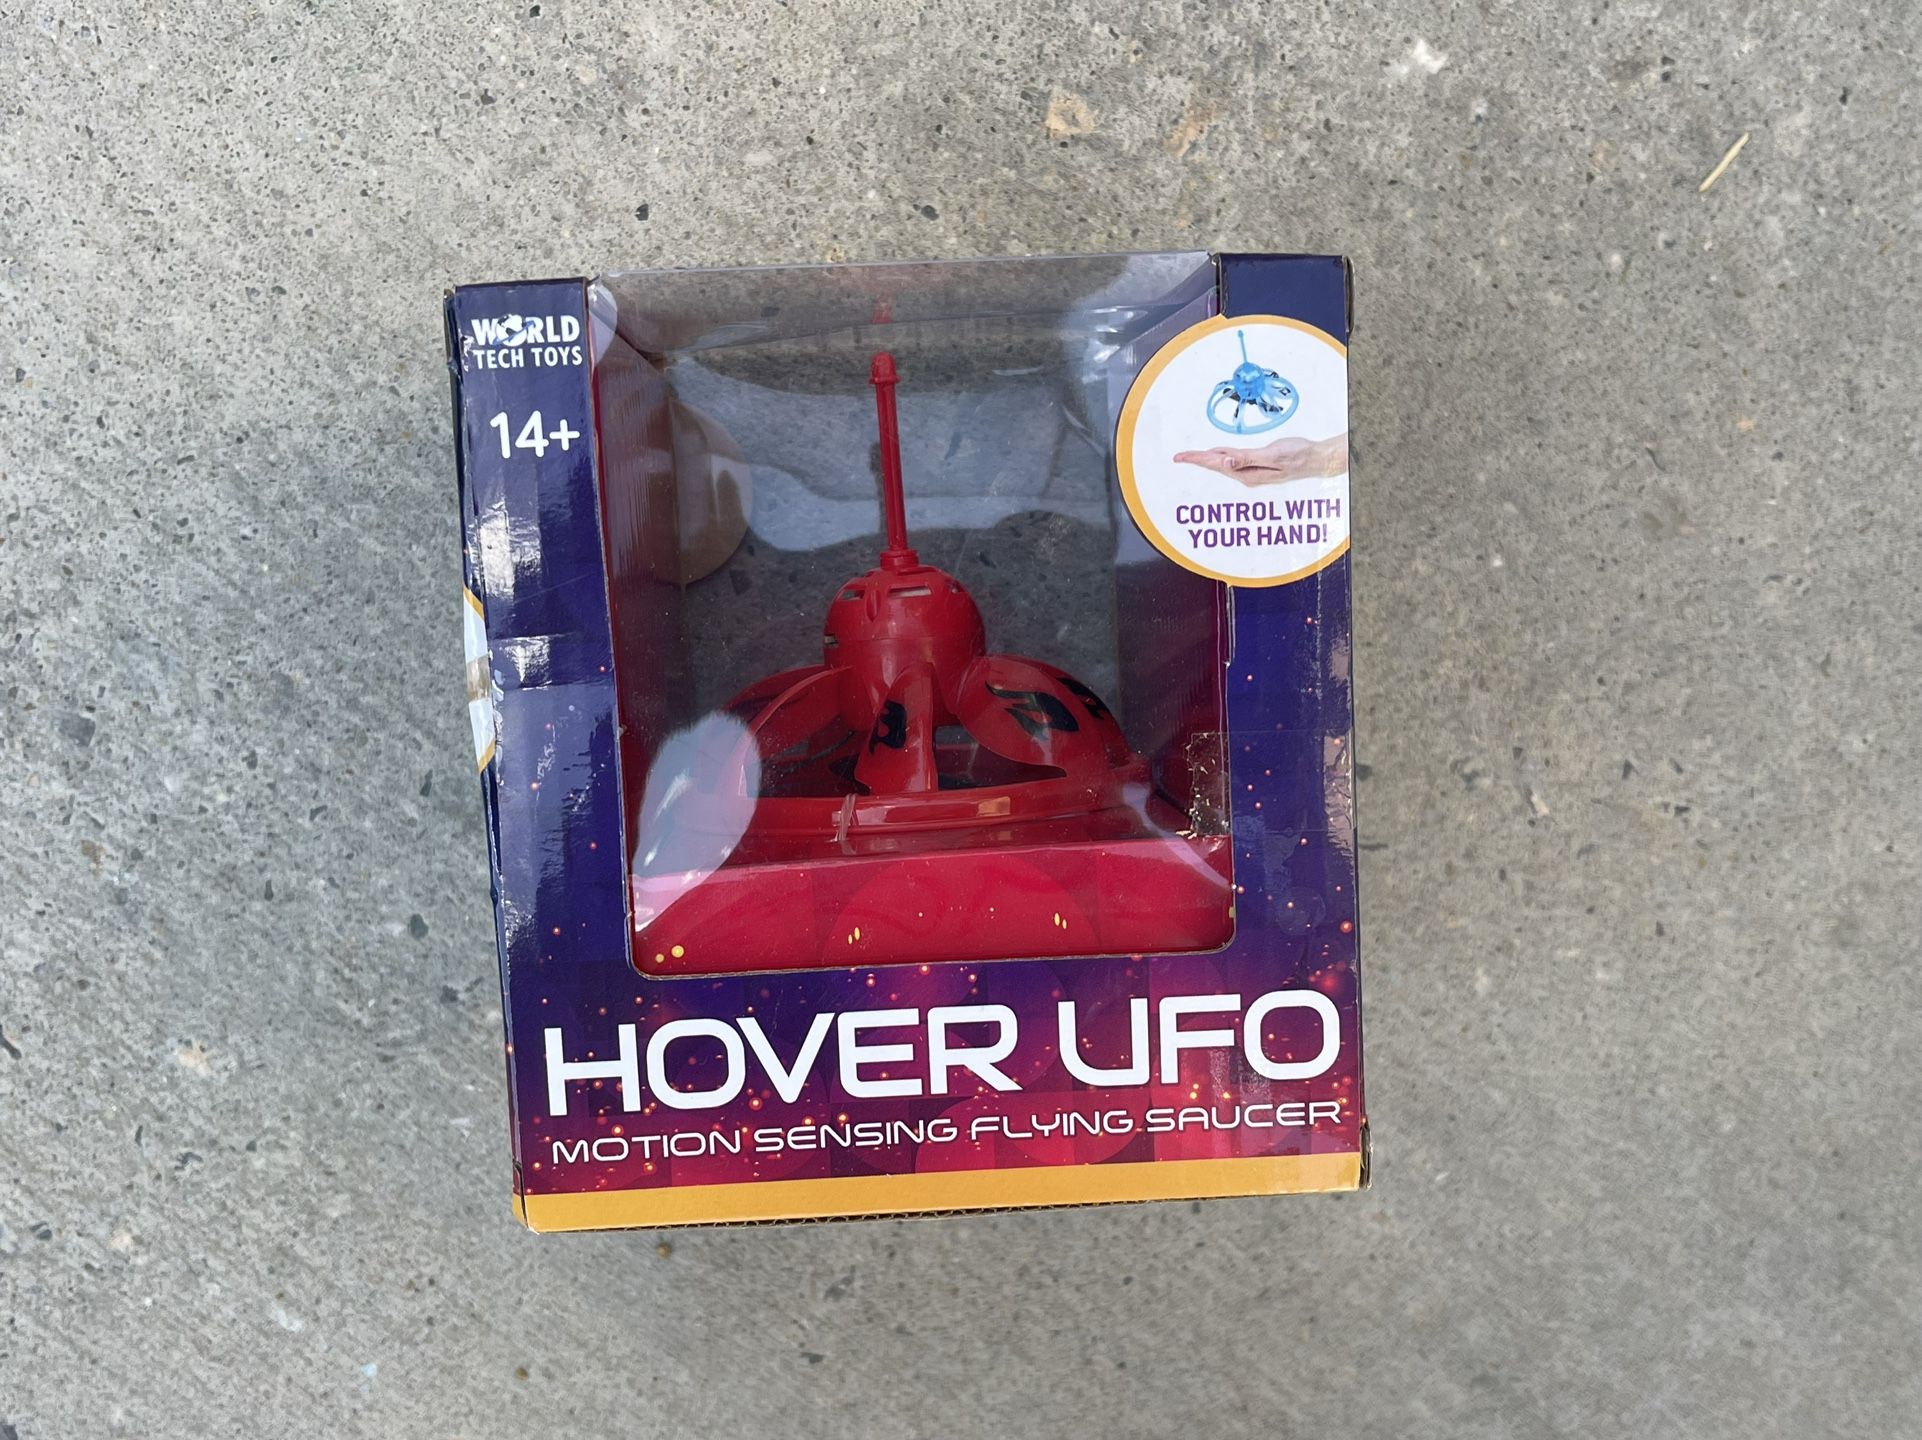 WORLD
TECH TOYS
14+
CONTROL WITH
YOUR HAND!
HOVER UFO
MOTION SENSING FLYING SAUCER